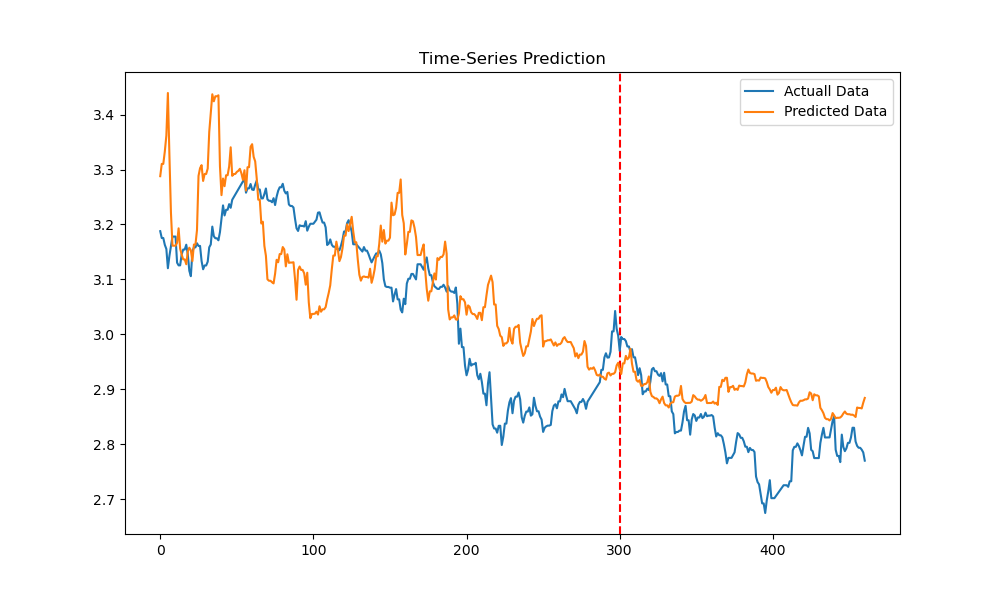 Time-Series Prediction
Actuall Data
Predicted Data
3.4
3.3
3.2
3.1
3.0
2.9
2.8
2.7
0 100 200 300 400